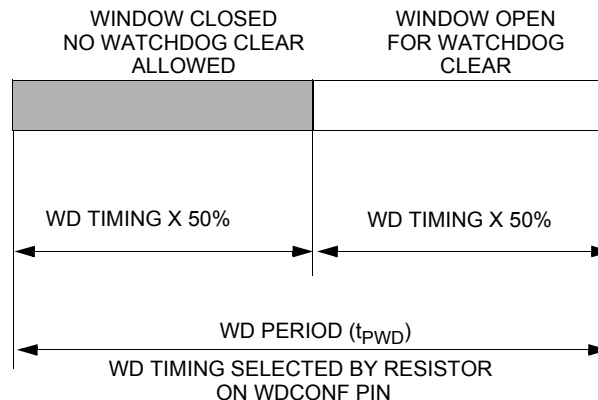 WINDOW CLOSED
NO WATCHDOG CLEAR
ALLOWED
WINDOW OPEN
FOR WATCHDOG
CLEAR
WD TIMING X 50%
WD TIMING X 50%
WD PERIOD (tPWD)
WD TIMING SELECTED BY RESISTOR
ON WDCONF PIN